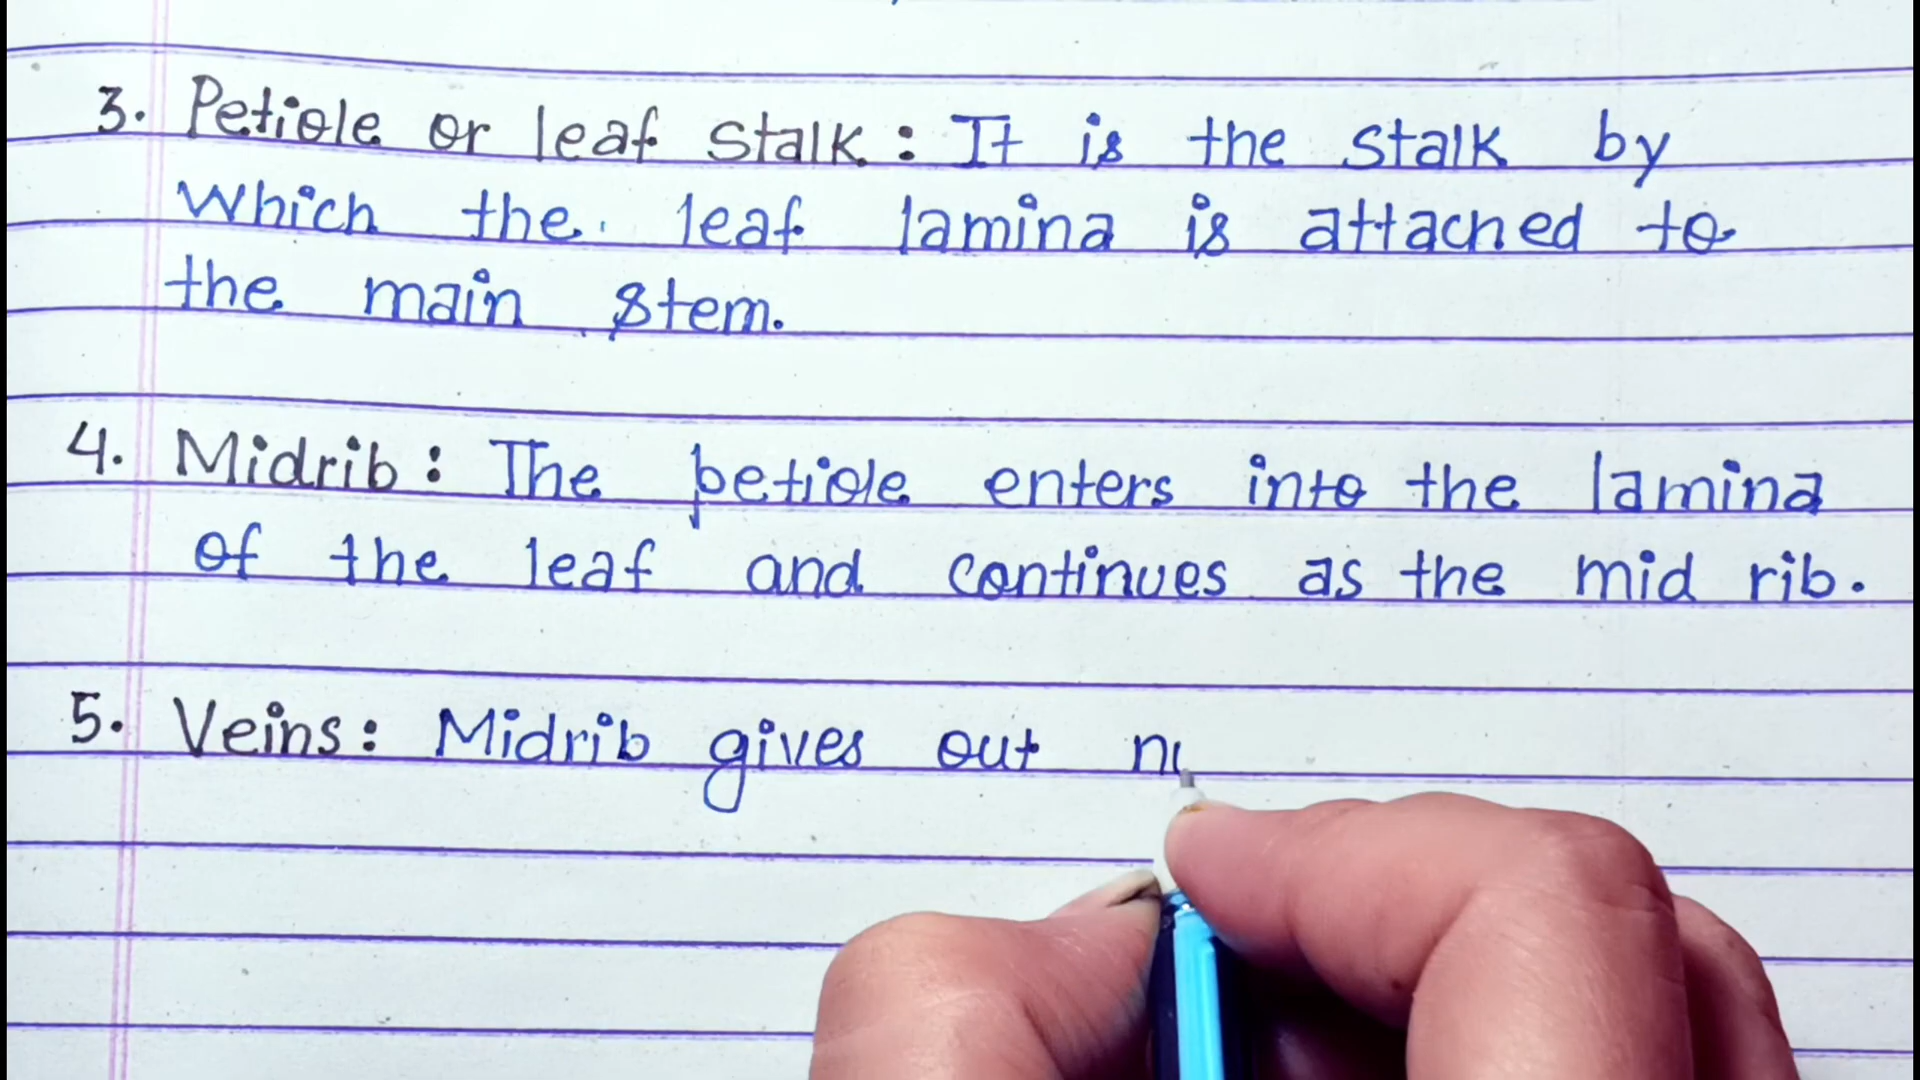 3. Petiole or leaf stalk: It is the stalk by
which the leaf lamina is attached to
the main stem.
4. Midrib: The petiole enters into the lamina
of the leaf and continues as the mid rib.
5. Veins: Midrib gives out